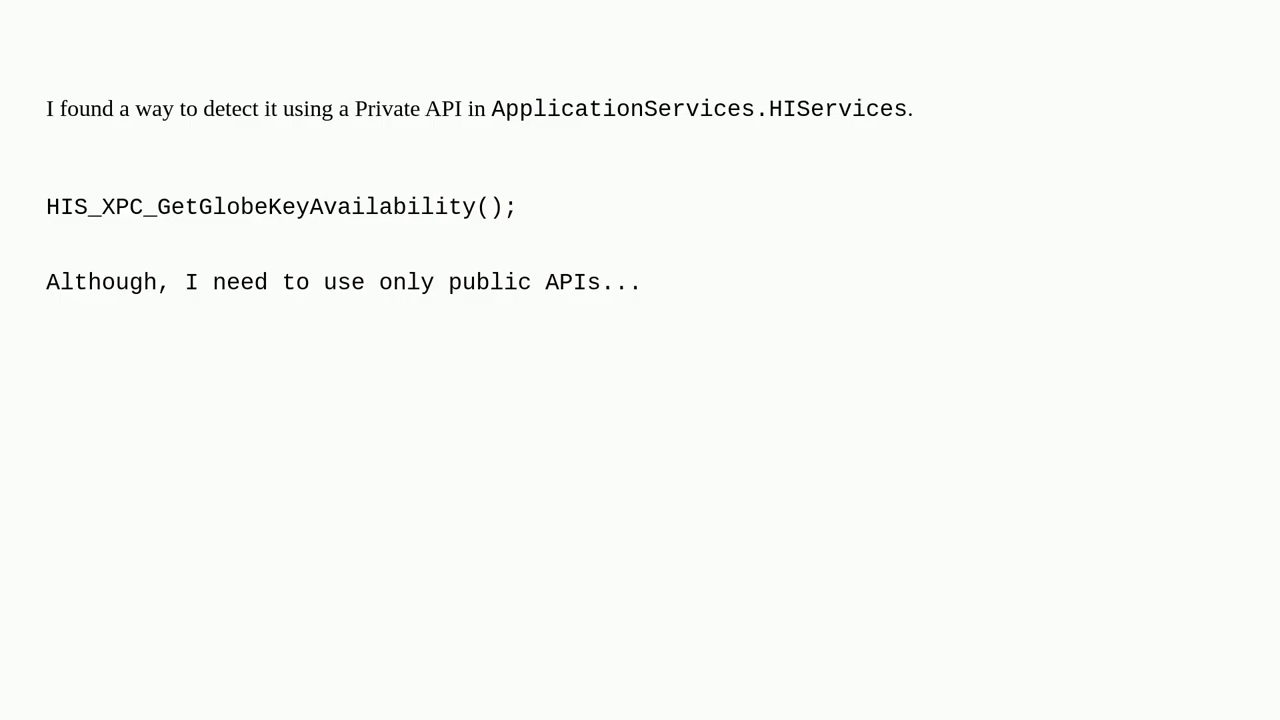 I found a way to detect it using a Private API in ApplicationServices.HIServices.
HIS_XPC_GetGlobeKeyAvailability();
Although, I need to use only public APIs...